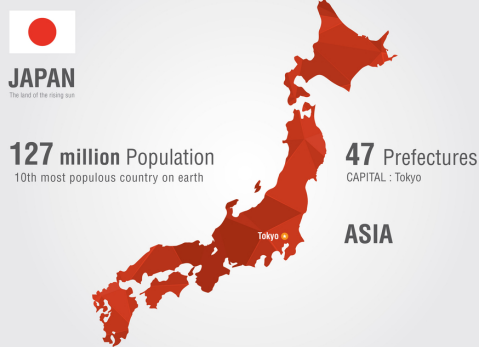 JAPAN
The land of the rising sun
127 million Population
10th most populous country on earth
47 Prefectures
CAPITAL : Tokyo
Tokyo
ASIA